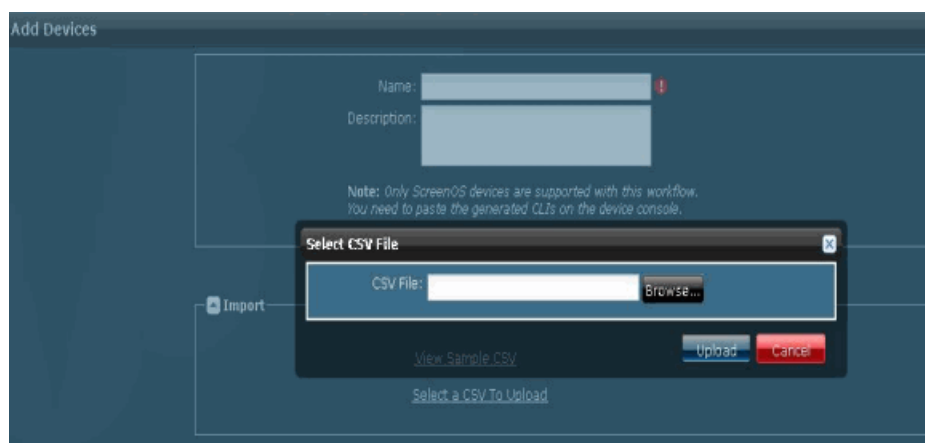 Add Devices
Name:
Description:
Note: Only ScreenOS devices are supported with this workflow.
You need to paste the generated CLIs on the device console.
Select CSV File
CSV File:
Browse...
Import
Upload
Cancel
View Sample CSV
Select a CSV To Upload